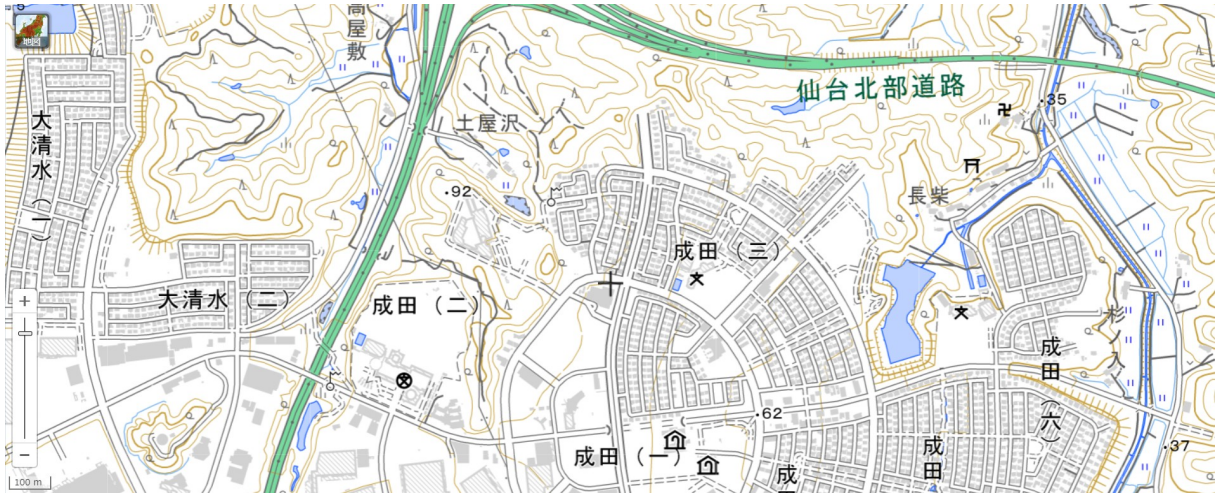 地図
高屋敷
仙台北部道路
大清水(一)
土屋沢
35
92
長柴
成田(三)
大清水(二)
成田(二)
杉ノ入
成田(六)
62
成田(一)
成田
37
100 m